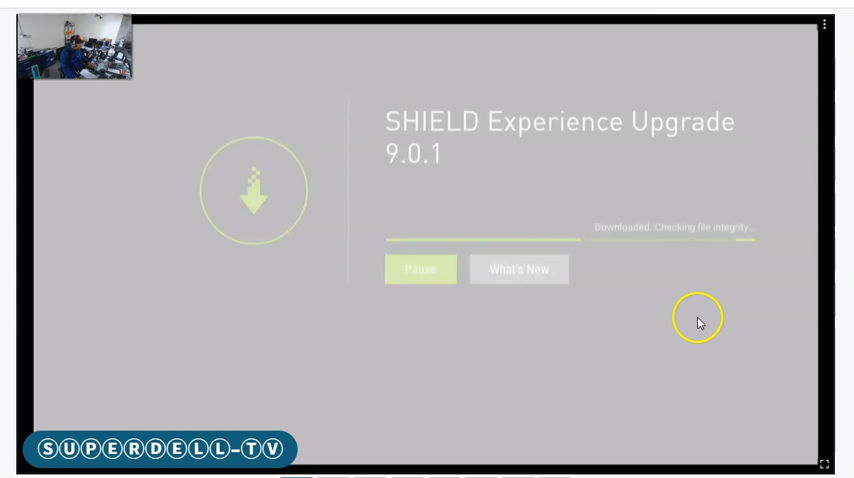 SHIELD Experience Upgrade
9.0.1
Downloaded. Checking file integrity...
Pause
What's New
ⓈⓊⓅⒺⓇⒹⒺⓁⓁ-ⓉⓋ